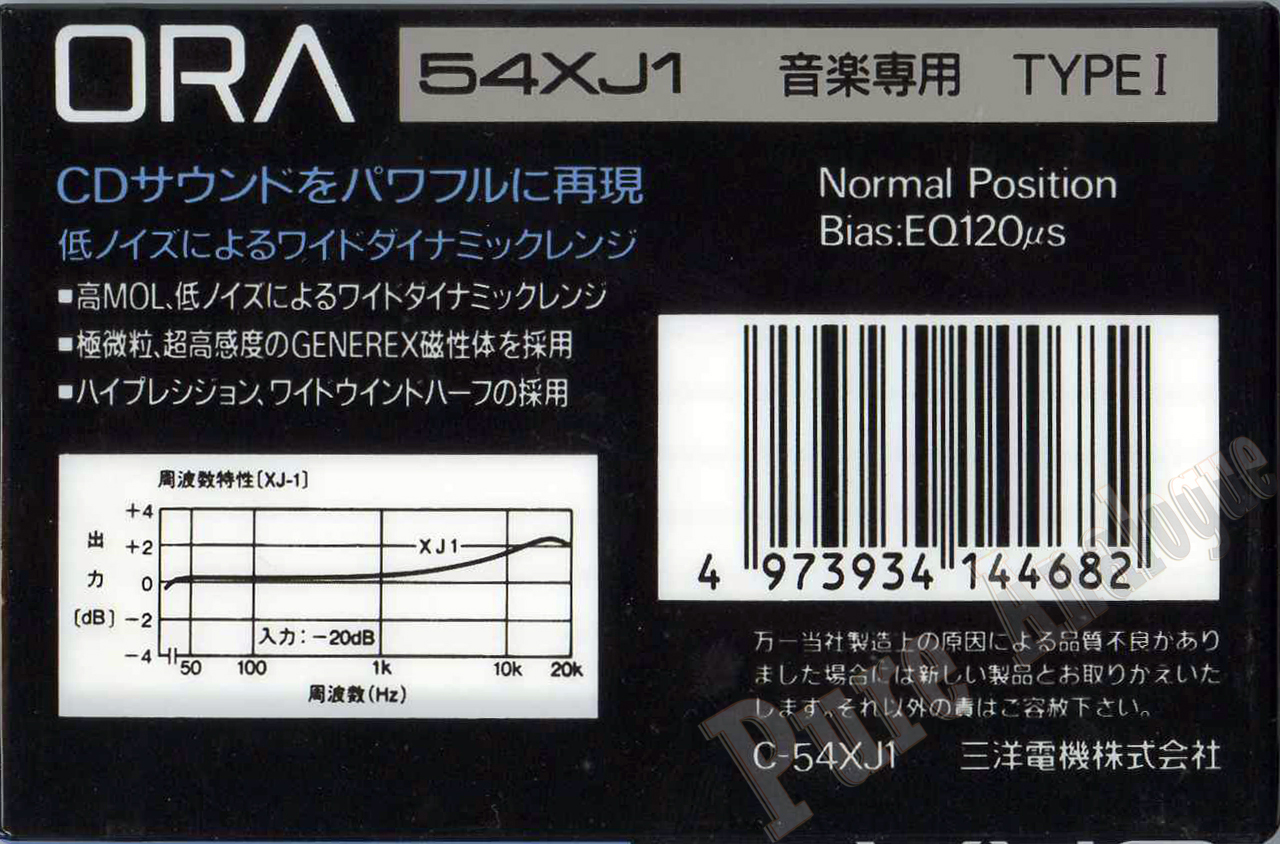 ORA
54XJ1 音楽専用 TYPE I
CDサウンドをパワフルに再現
低ノイズによるワイドダイナミックレンジ
■高MOL、低ノイズによるワイドダイナミックレンジ
■極微粒、超高感度のGENEREX磁性体を採用
■ハイプレシジョン、ワイドウインドハーフの採用
Normal Position
Bias:EQ120μs
周波数特性[XJ-1]
+4
+2
0
-2
-4
出力[dB]
XJ1
入力:-20dB
50 100 1k 10k 20k
周波数(Hz)
4 973934 144682
万一当社製造上の原因による品質不良があり
ました場合には新しい製品とお取りかえいた
します。それ以外の責はご容赦下さい。
C-54XJ1 三洋電機株式会社
Pure Analogue